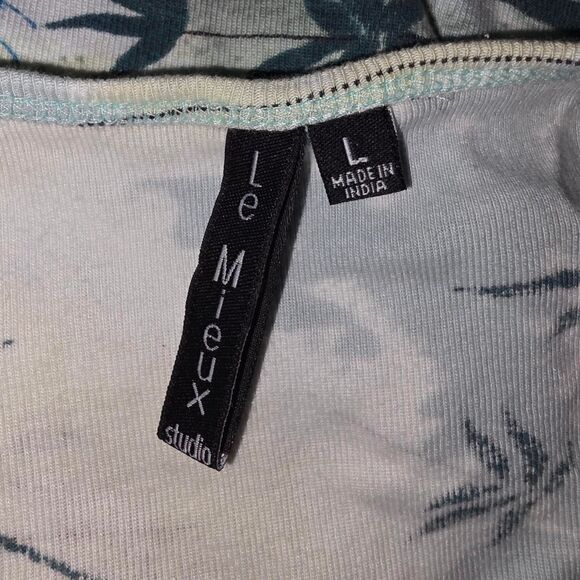 Le Mieux
studio
L
MADE IN
INDIA